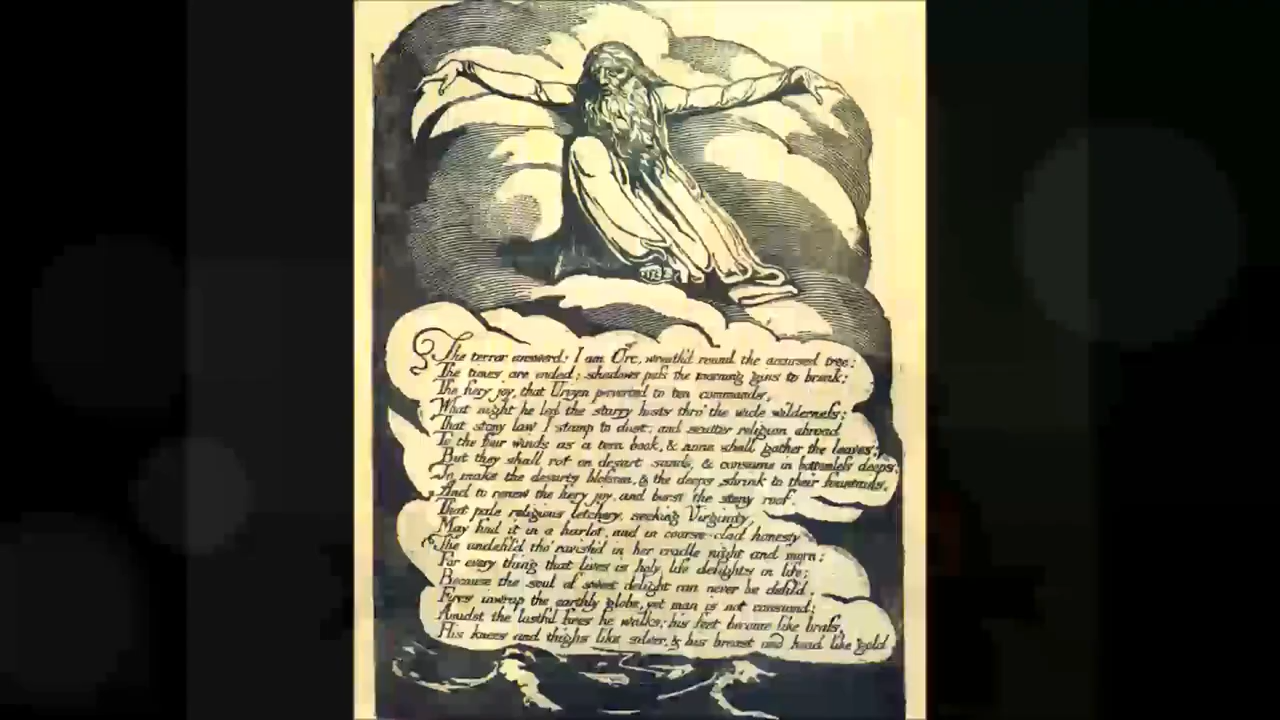 The terror answerd: I am Orc, wreath'd round the accursed tree:
The times are ended; shadows pass the morning gins to break;
The fiery joy, that Urizen perverted to ten commands,
What night he led the starry hosts thro' the wide wilderness:
That stony law I stamp to dust: and scatter religion abroad
To the four winds as a torn book, & none shall gather the leaves;
But they shall rot on desart sands, & consume in bottomless deeps:
To make the desarts blossom, & the deeps shrink to their fountains,
And to renew the fiery joy, and burst the stony roof.
That pale religious letchery, seeking Virginity,
May find it in a harlot, and in coarse-clad honesty
The undefil'd tho' ravish'd in her cradle night and morn:
For every thing that lives is holy, life delights in life;
Because the soul of sweet delight can never be defil'd.
Fires inwrap the earthly globe, yet man is not consumd;
Amidst the lustful fires he walks: his feet become like brass,
His knees and thighs like silver, & his breast and head like gold